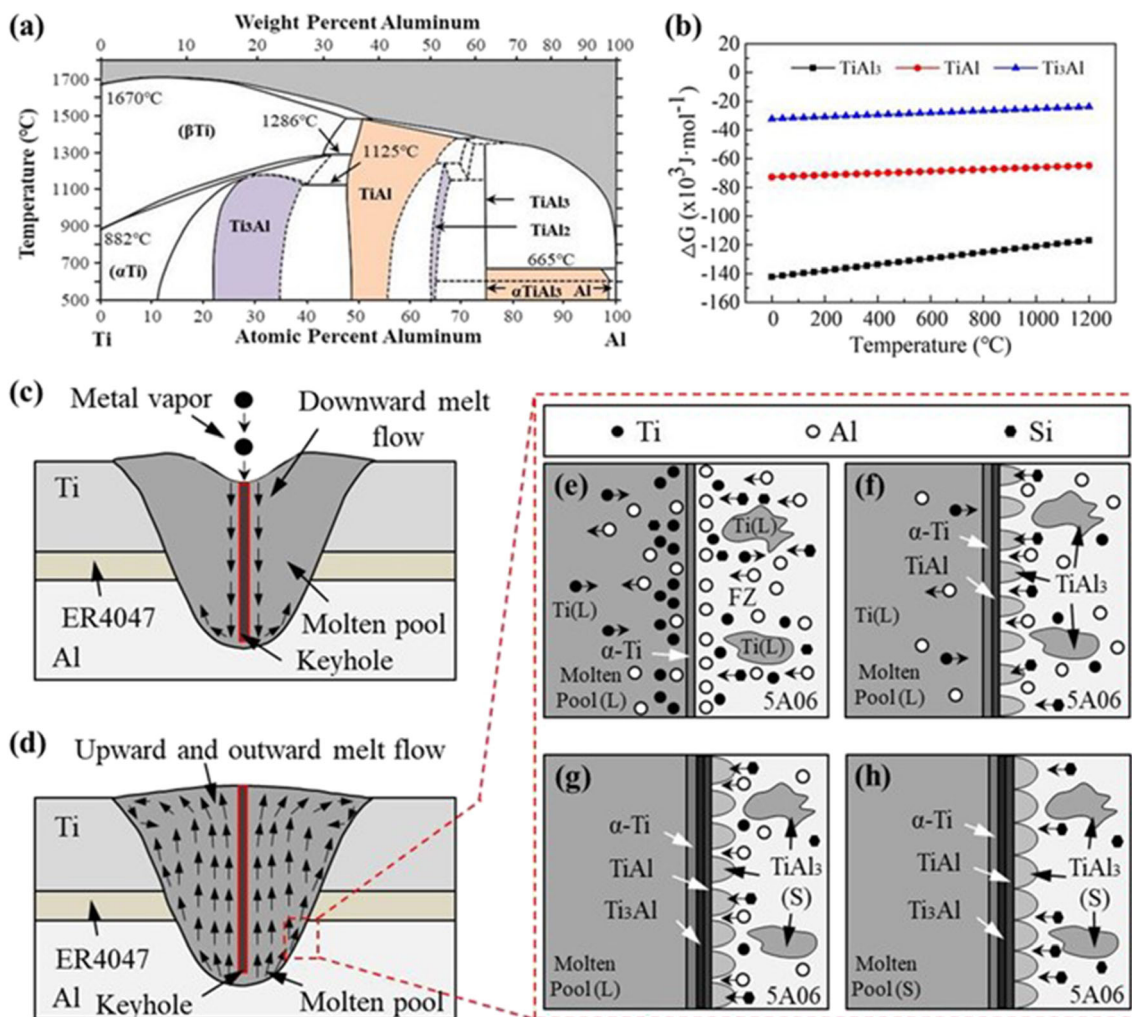 (a)
Weight Percent Aluminum
0 10 20 30 40 50 60 70 80 90 100
Temperature (°C)
1700
1500
1300
1100
900
700
500
1670°C
(βTi)
1286°C
1125°C
TiAl
Ti₃Al
882°C
(αTi)
TiAl₃
TiAl₂
665°C
αTiAl₃ Al
0 10 20 30 40 50 60 70 80 90 100
Ti Atomic Percent Aluminum Al
(b)
ΔG (x10³J·mol⁻¹)
20
0
-20
-40
-60
-80
-100
-120
-140
-160
TiAl₃ TiAl Ti₃Al
0 200 400 600 800 1000 1200
Temperature (°C)
(c)
Metal vapor
Downward melt
flow
Ti
ER4047
Al
Molten pool
Keyhole
(d)
Upward and outward melt flow
Ti
ER4047
Al
Keyhole
Molten pool
Ti Al Si
(e)
Ti(L)
FZ
Ti(L)
α-Ti
Ti(L)
Molten
Pool (L)
5A06
(f)
α-Ti
TiAl
TiAl₃
Ti(L)
Molten
Pool (L)
5A06
(g)
α-Ti
TiAl
TiAl₃
(S)
Ti₃Al
Molten
Pool (L)
5A06
(h)
α-Ti
TiAl
TiAl₃
(S)
Ti₃Al
Molten
Pool (S)
5A06